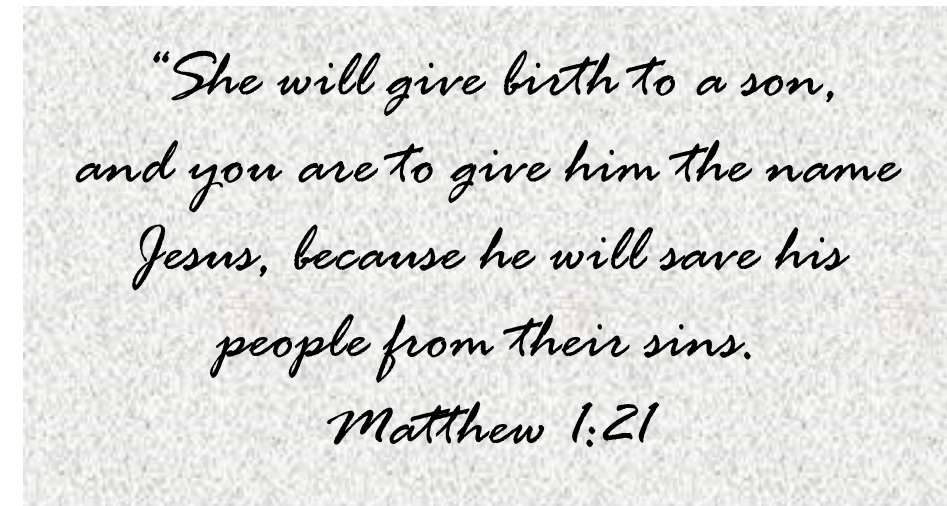 “She will give birth to a son,
and you are to give him the name
Jesus, because he will save his
people from their sins.
Matthew 1:21